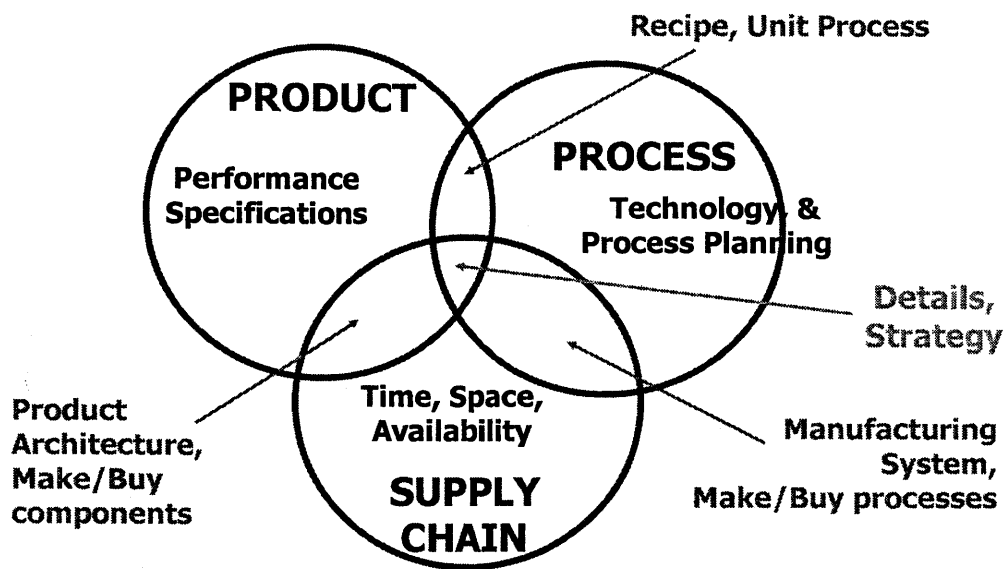 Recipe, Unit Process
PRODUCT
Performance
Specifications
PROCESS
Technology, &
Process Planning
Details,
Strategy
Time, Space,
Availability
SUPPLY
CHAIN
Product
Architecture,
Make/Buy
components
Manufacturing
System,
Make/Buy processes